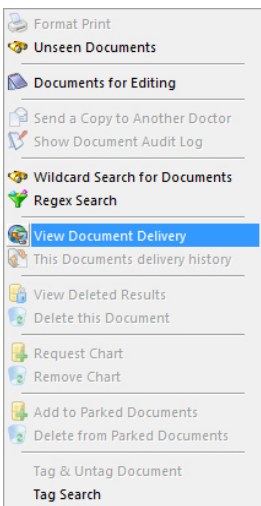 Format Print
Unseen Documents
Documents for Editing
Send a Copy to Another Doctor
Show Document Audit Log
Wildcard Search for Documents
Regex Search
View Document Delivery
This Documents delivery history
View Deleted Results
Delete this Document
Request Chart
Remove Chart
Add to Parked Documents
Delete from Parked Documents
Tag & Untag Document
Tag Search